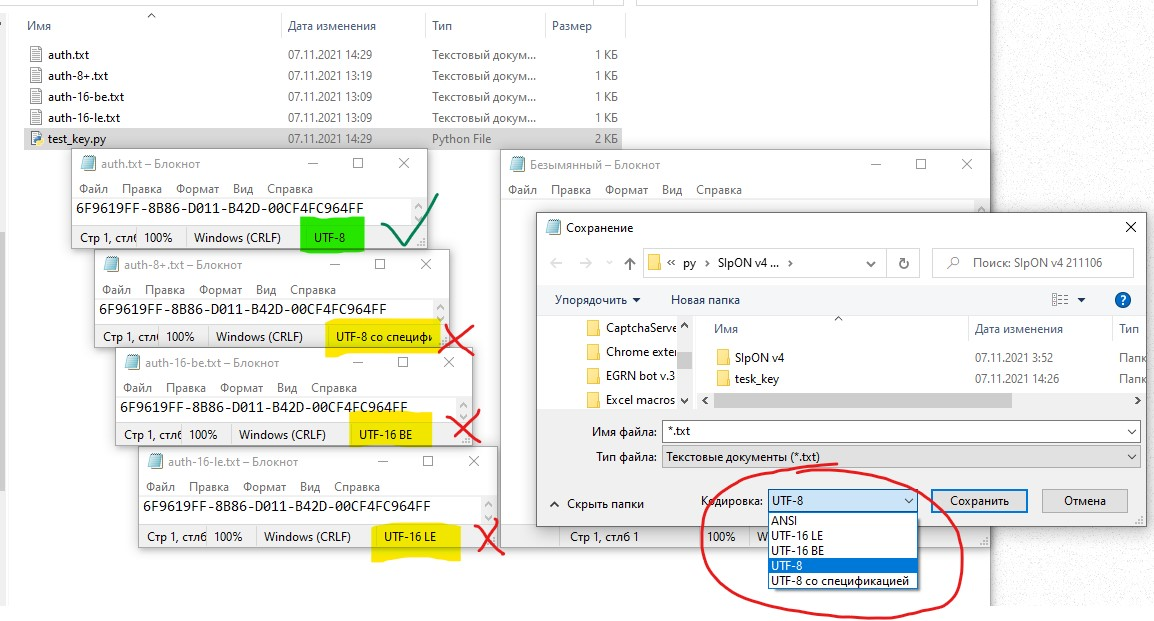 Имя Дата изменения Тип Размер
auth.txt 07.11.2021 14:29 Текстовый докум... 1 КБ
auth-8+.txt 07.11.2021 13:19 Текстовый докум... 1 КБ
auth-16-be.txt 07.11.2021 13:09 Текстовый докум... 1 КБ
auth-16-le.txt 07.11.2021 13:09 Текстовый докум... 1 КБ
test_key.py 07.11.2021 14:29 Python File 2 КБ
auth.txt – Блокнот
Файл Правка Формат Вид Справка
6F9619FF-8B86-D011-B42D-00CF4FC964FF
Стр 1, стлб 100% Windows (CRLF) UTF-8
auth-8+.txt – Блокнот
Файл Правка Формат Вид Справка
6F9619FF-8B86-D011-B42D-00CF4FC964FF
Стр 1, стлб 100% Windows (CRLF) UTF-8 со специфи
auth-16-be.txt – Блокнот
Файл Правка Формат Вид Справка
6F9619FF-8B86-D011-B42D-00CF4FC964FF
Стр 1, стлб 100% Windows (CRLF) UTF-16 BE
auth-16-le.txt – Блокнот
Файл Правка Формат Вид Справка
6F9619FF-8B86-D011-B42D-00CF4FC964FF
Стр 1, стлб 100% Windows (CRLF) UTF-16 LE
Безымянный – Блокнот
Файл Правка Формат Вид Справка
Сохранение
« py › SlpON v4 ... ›
Поиск: SlpON v4 211106
Упорядочить Новая папка
CaptchaServe
Chrome exter
EGRN bot v.3
Excel macros
Имя Дата изменения Тип
SlpON v4 07.11.2021 3:52 Папк
tesk_key 07.11.2021 14:26 Папк
Имя файла: *.txt
Тип файла: Текстовые документы (*.txt)
Скрыть папки
Кодировка: UTF-8
Сохранить Отмена
ANSI
UTF-16 LE
UTF-16 BE
UTF-8
UTF-8 со спецификацией
Стр 1, стлб 1 100% W